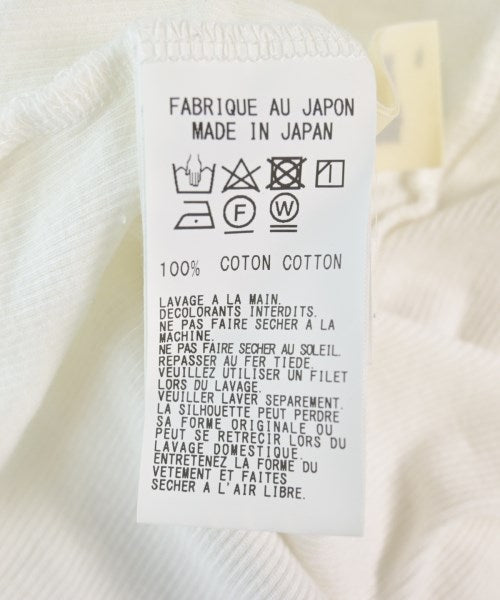 FABRIQUE AU JAPON
MADE IN JAPAN
F W
100% COTON COTTON
LAVAGE A LA MAIN.
DECOLORANTS INTERDITS.
NE PAS FAIRE SECHER A LA
MACHINE.
NE PAS FAIRE SECHER AU SOLEIL.
REPASSER AU FER TIEDE.
VEUILLEZ UTILISER UN FILET
LORS DU LAVAGE.
VEUILLER LAVER SEPAREMENT.
LA SILHOUETTE PEUT PERDRE
SA FORME ORIGINALE OU
PEUT SE RETRECIR LORS DU
LAVAGE DOMESTIQUE.
ENTRETENEZ LA FORME DU
VETEMENT ET FAITES
SECHER A L'AIR LIBRE.